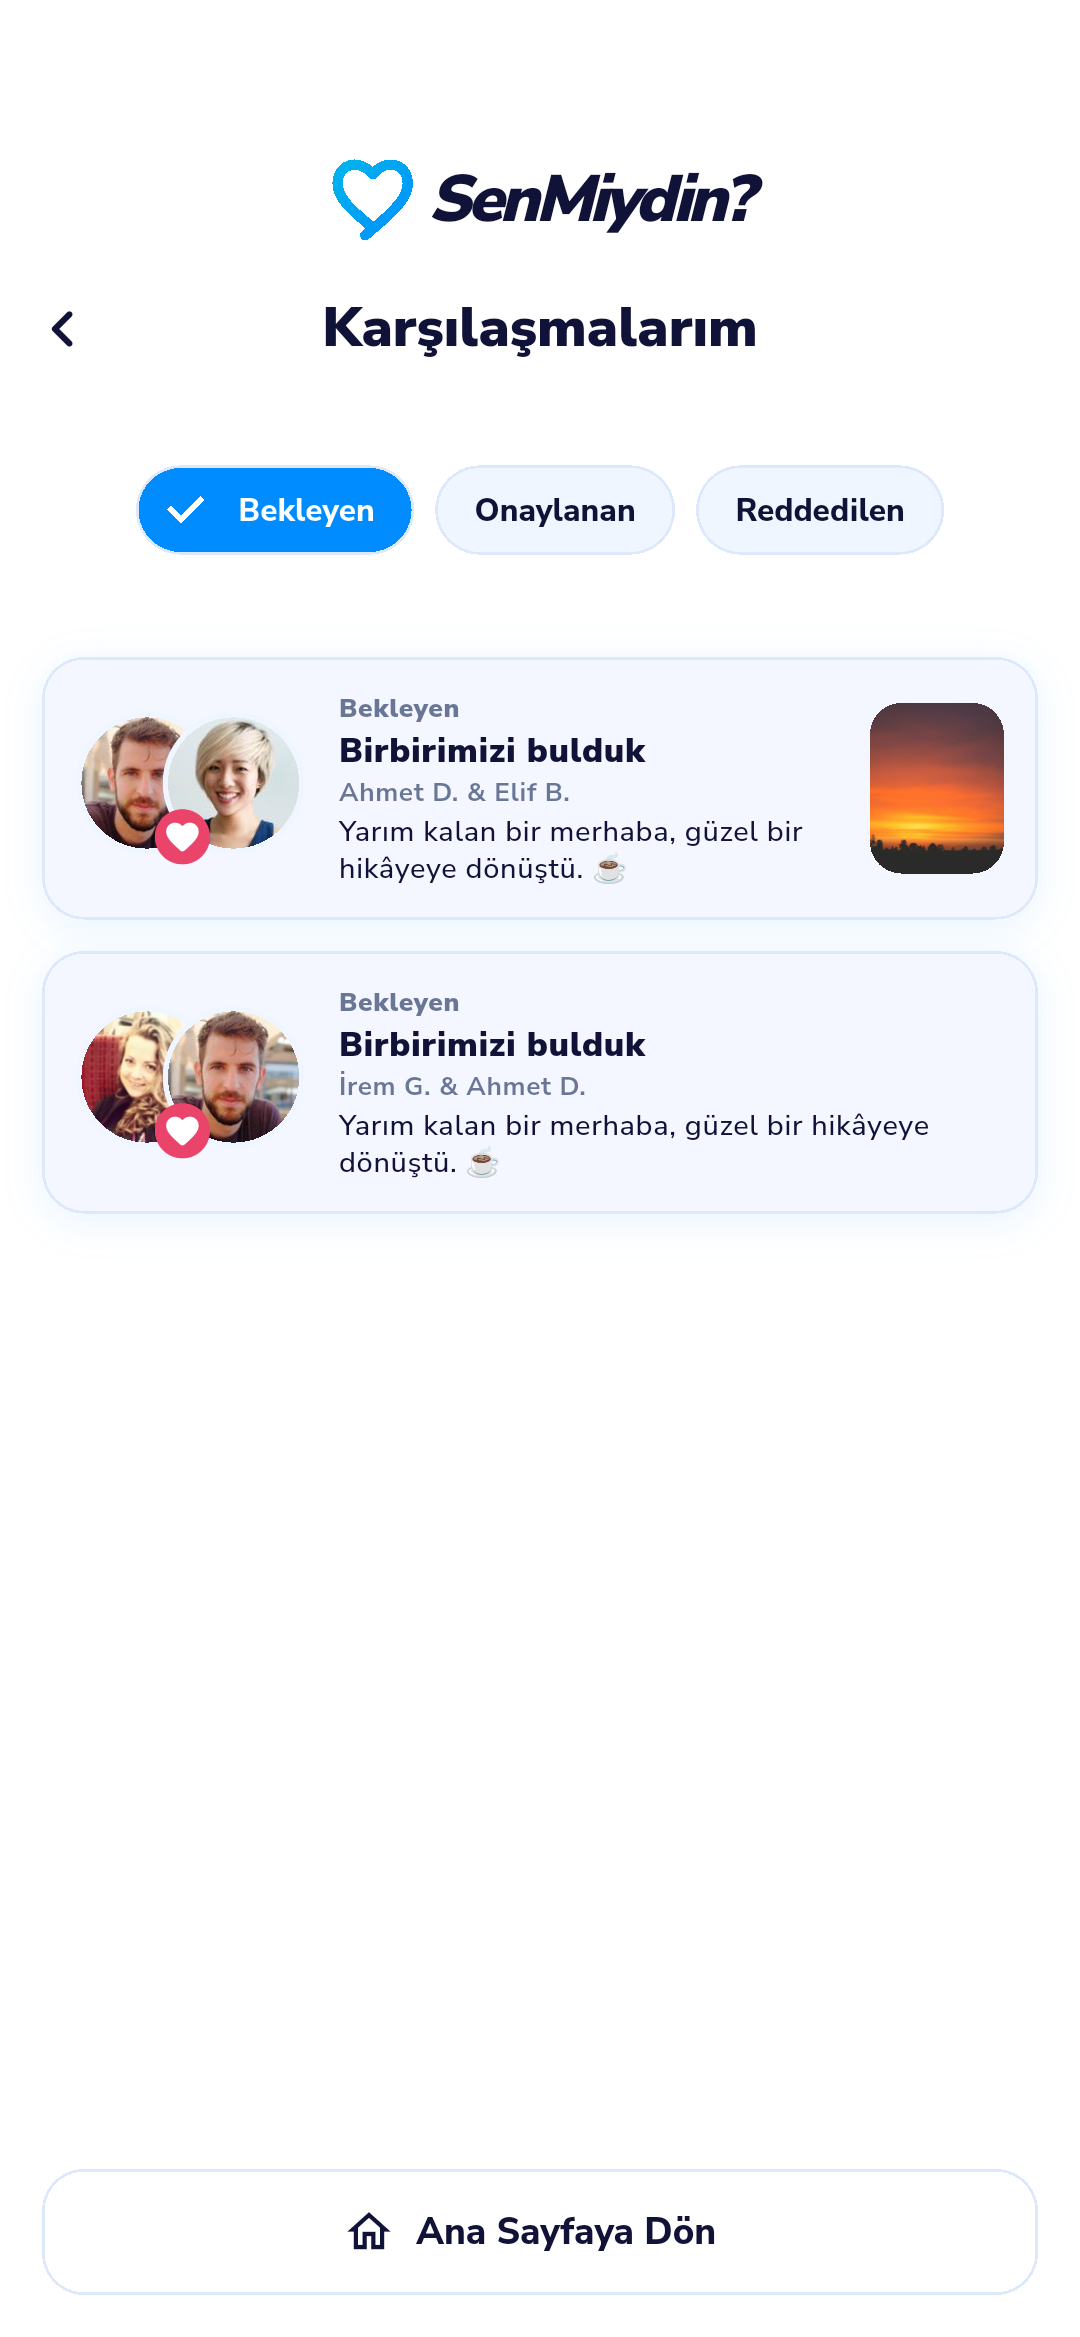 SenMiydin?
Karşılaşmalarım
Bekleyen
Onaylanan
Reddedilen
Bekleyen
Birbirimizi bulduk
Ahmet D. & Elif B.
Yarım kalan bir merhaba, güzel bir
hikâyeye dönüştü. ☕
Bekleyen
Birbirimizi bulduk
İrem G. & Ahmet D.
Yarım kalan bir merhaba, güzel bir hikâyeye
dönüştü. ☕
Ana Sayfaya Dön